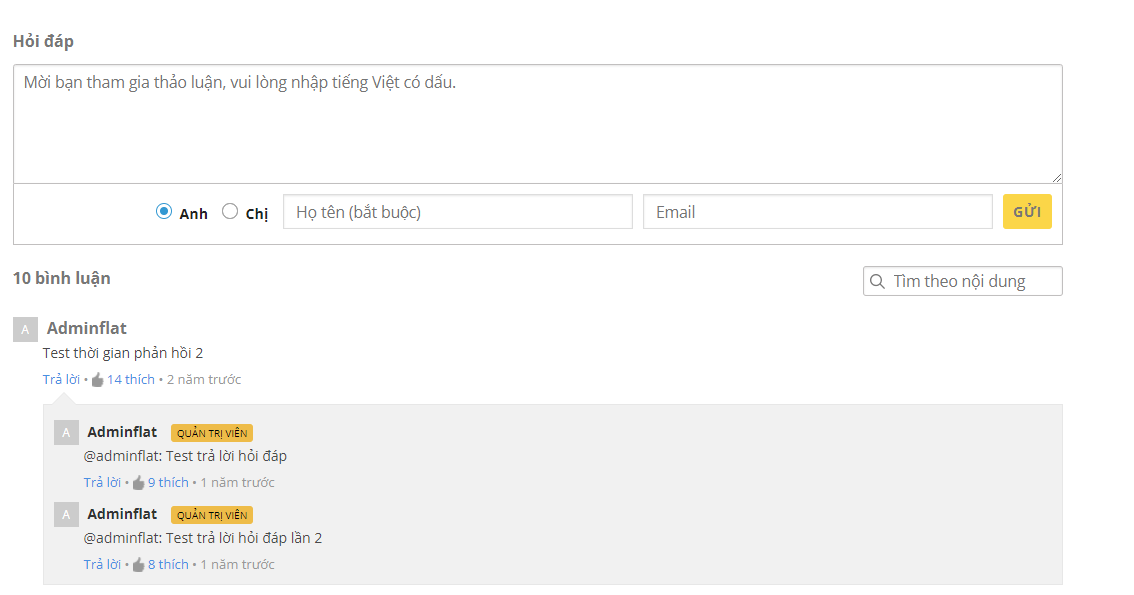 Hỏi đáp
Mời bạn tham gia thảo luận, vui lòng nhập tiếng Việt có dấu.
Anh Chị Họ tên (bắt buộc) Email GỬI
10 bình luận Tìm theo nội dung
A Adminflat
Test thời gian phản hồi 2
Trả lời • 14 thích • 2 năm trước
A Adminflat QUẢN TRỊ VIÊN
@adminflat: Test trả lời hỏi đáp
Trả lời • 9 thích • 1 năm trước
A Adminflat QUẢN TRỊ VIÊN
@adminflat: Test trả lời hỏi đáp lần 2
Trả lời • 8 thích • 1 năm trước